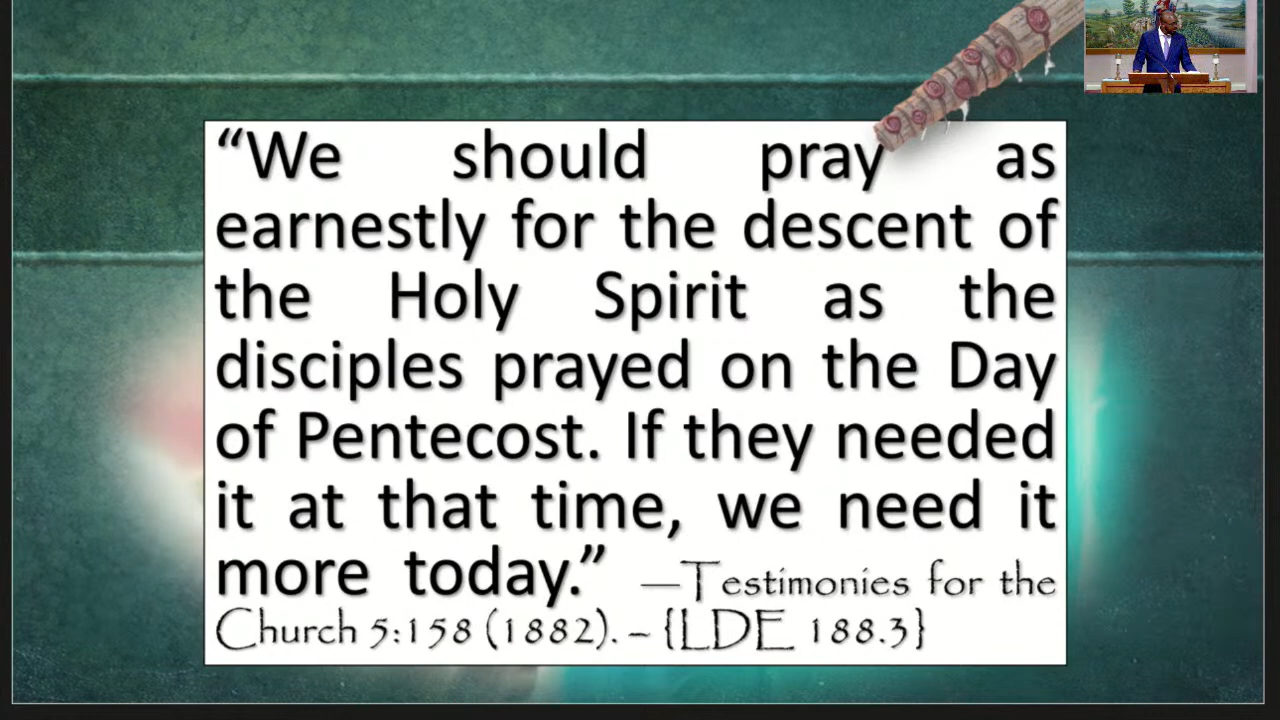 “We should pray as
earnestly for the descent of
the Holy Spirit as the
disciples prayed on the Day
of Pentecost. If they needed
it at that time, we need it
more today.” —Testimonies for the
Church 5:158 (1882). – {LDE 188.3}